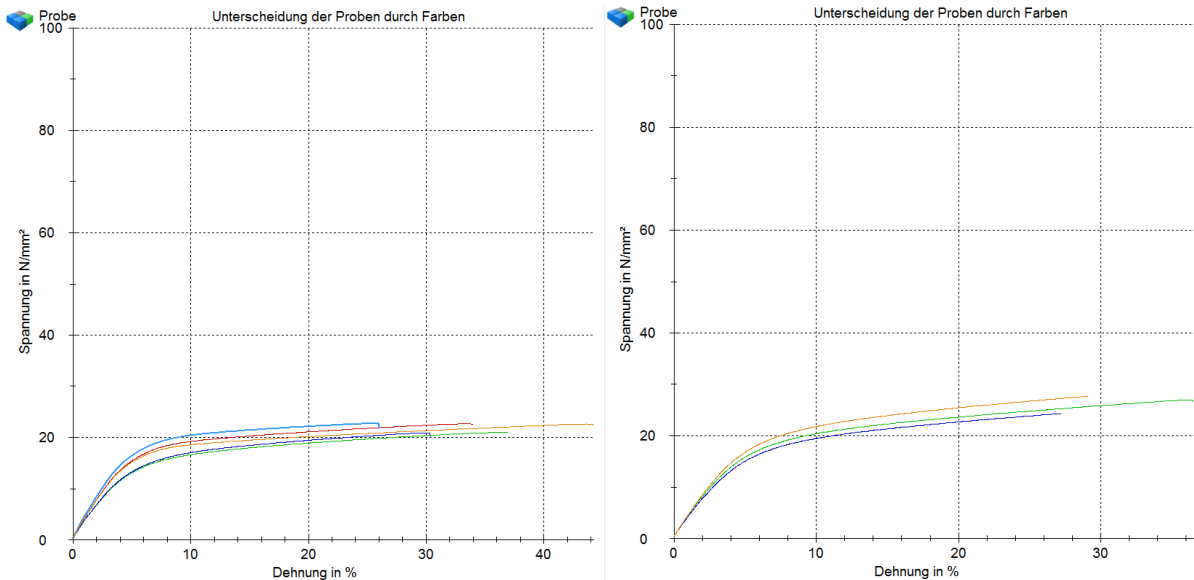 Probe
Unterscheidung der Proben durch Farben
100
80
60
40
20
0
Spannung in N/mm²
0 10 20 30 40
Dehnung in %
Probe
Unterscheidung der Proben durch Farben
100
80
60
40
20
0
Spannung in N/mm²
0 10 20 30
Dehnung in %